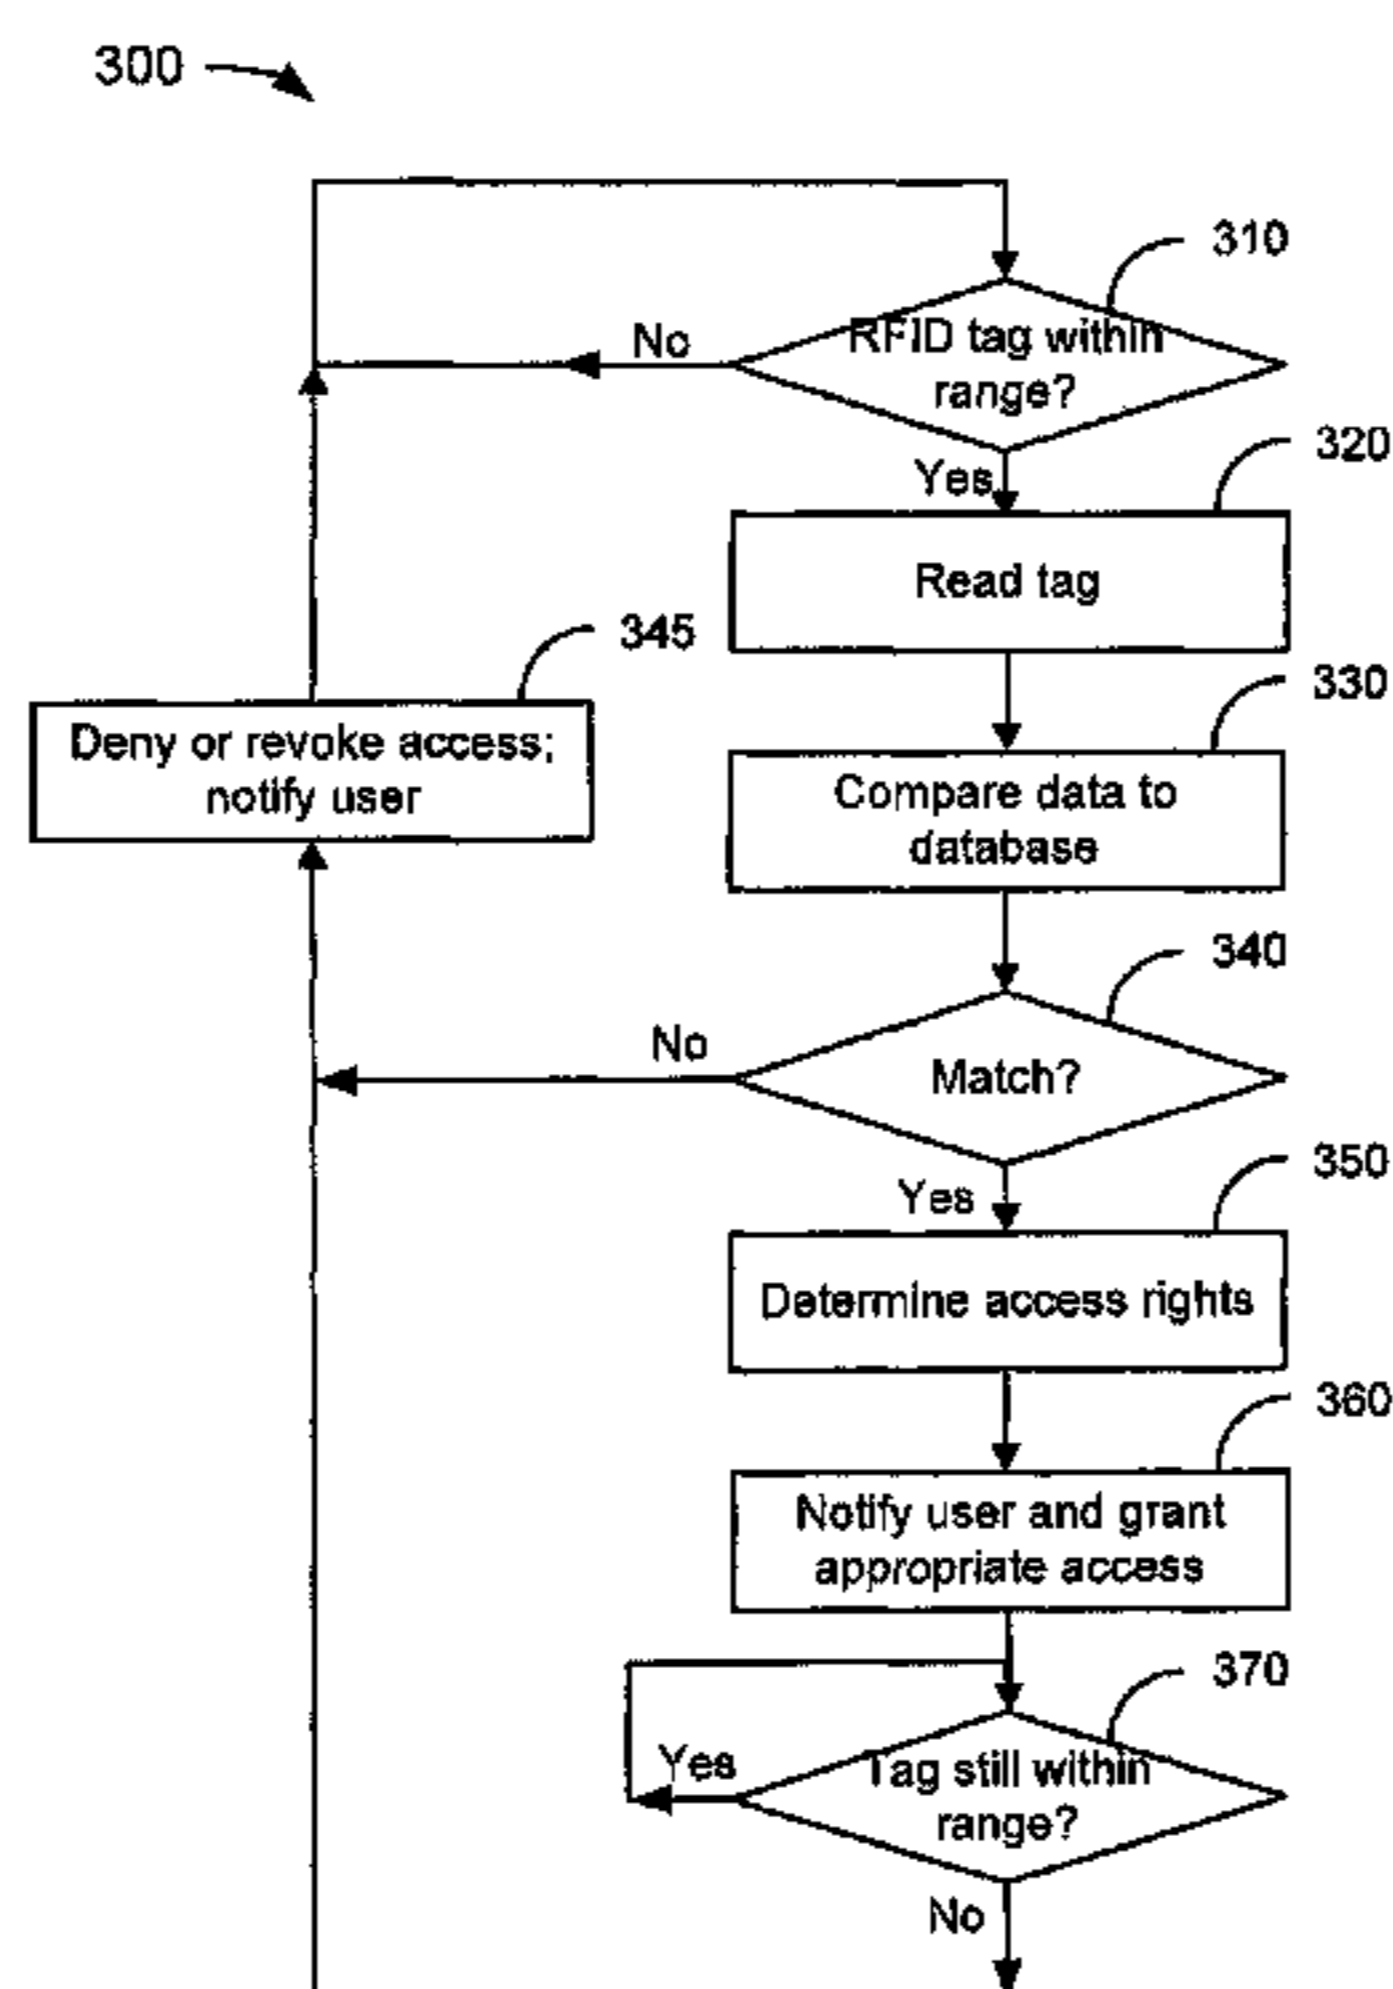 300
310
No
RFID tag within
range?
Yes
320
Read tag
345
330
Deny or revoke access;
notify user
Compare data to
database
340
No
Match?
350
Yes
Determine access rights
360
Notify user and grant
appropriate access
370
Yes
Tag still within
range?
No